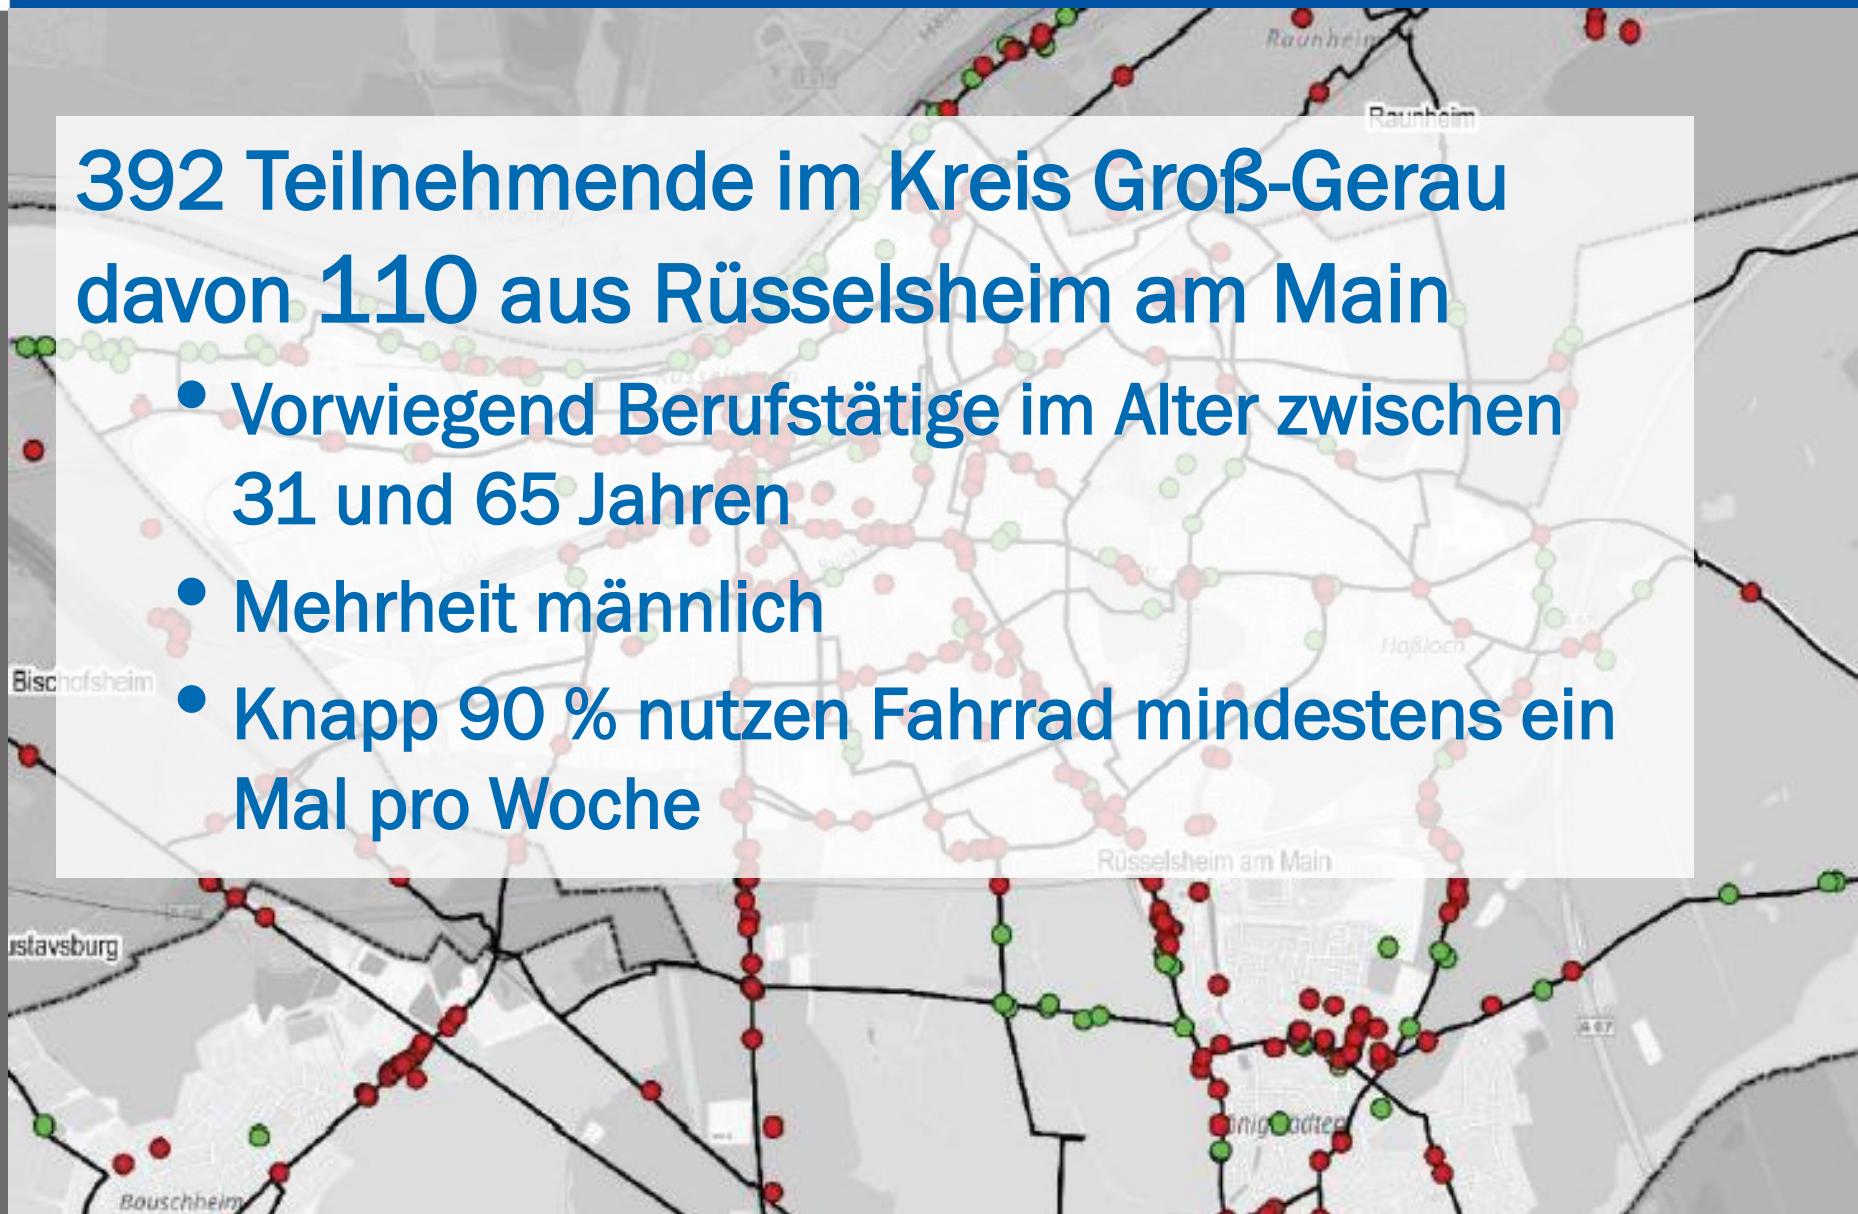 Raunheim
Raunheim
392 Teilnehmende im Kreis Groß-Gerau
davon 110 aus Rüsselsheim am Main
• Vorwiegend Berufstätige im Alter zwischen
31 und 65 Jahren
• Mehrheit männlich
Haßloch
Bischofsheim
• Knapp 90 % nutzen Fahrrad mindestens ein
Mal pro Woche
Rüsselsheim am Main
ustavsburg
A 67
Bauschheim